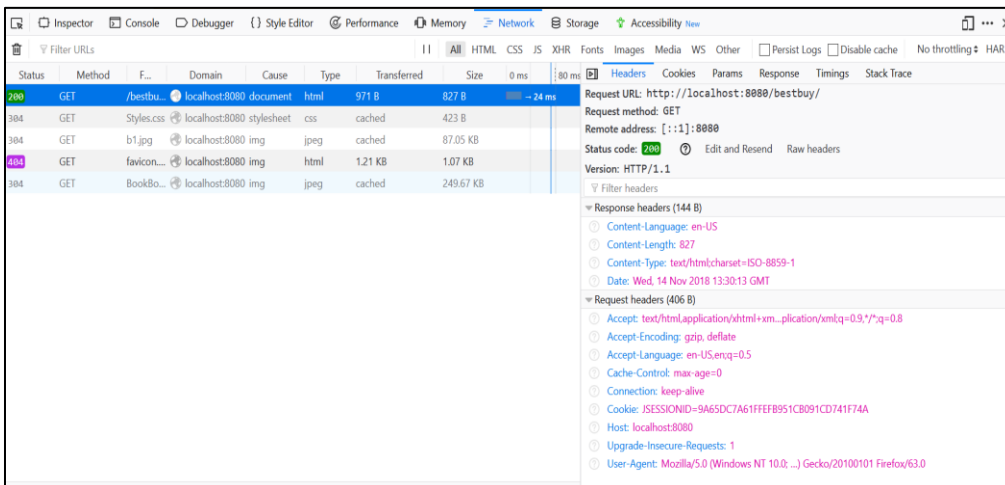 Inspector Console Debugger { } Style Editor Performance Memory Network Storage Accessibility New
Filter URLs All HTML CSS JS XHR Fonts Images Media WS Other Persist Logs Disable cache No throttling HAR
Status Method F... Domain Cause Type Transferred Size 0 ms 80 ms
200 GET /bestbu... localhost:8080 document html 971 B 827 B → 24 ms
304 GET Styles.css localhost:8080 stylesheet css cached 423 B
304 GET b1.jpg localhost:8080 img jpeg cached 87.05 KB
404 GET favicon.... localhost:8080 img html 1.21 KB 1.07 KB
304 GET BookBo... localhost:8080 img jpeg cached 249.67 KB
Headers Cookies Params Response Timings Stack Trace
Request URL: http://localhost:8080/bestbuy/
Request method: GET
Remote address: [::1]:8080
Status code: 200 Edit and Resend Raw headers
Version: HTTP/1.1
Filter headers
Response headers (144 B)
Content-Language: en-US
Content-Length: 827
Content-Type: text/html;charset=ISO-8859-1
Date: Wed, 14 Nov 2018 13:30:13 GMT
Request headers (406 B)
Accept: text/html,application/xhtml+xm...plication/xml;q=0.9,*/*;q=0.8
Accept-Encoding: gzip, deflate
Accept-Language: en-US,en;q=0.5
Cache-Control: max-age=0
Connection: keep-alive
Cookie: JSESSIONID=9A65DC7A61FFEFB951CB091CD741F74A
Host: localhost:8080
Upgrade-Insecure-Requests: 1
User-Agent: Mozilla/5.0 (Windows NT 10.0; ...) Gecko/20100101 Firefox/63.0